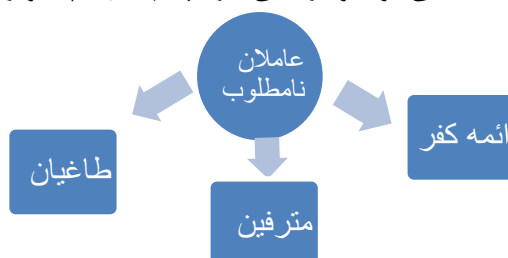 عاملان
نامطلوب
ائمه کفر
طاغیان
مترفین